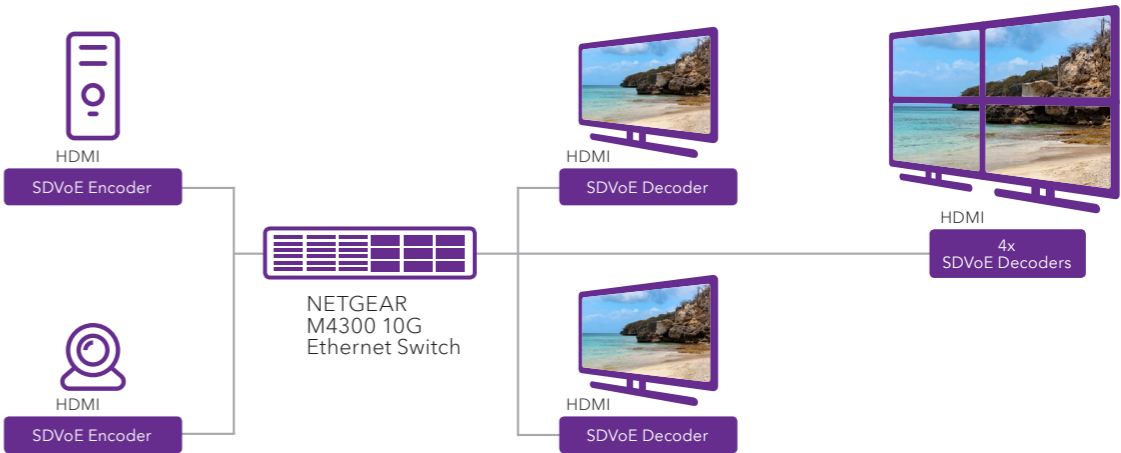 HDMI
SDVoE Encoder
HDMI
SDVoE Encoder
NETGEAR
M4300 10G
Ethernet Switch
HDMI
SDVoE Decoder
HDMI
SDVoE Decoder
HDMI
4x
SDVoE Decoders